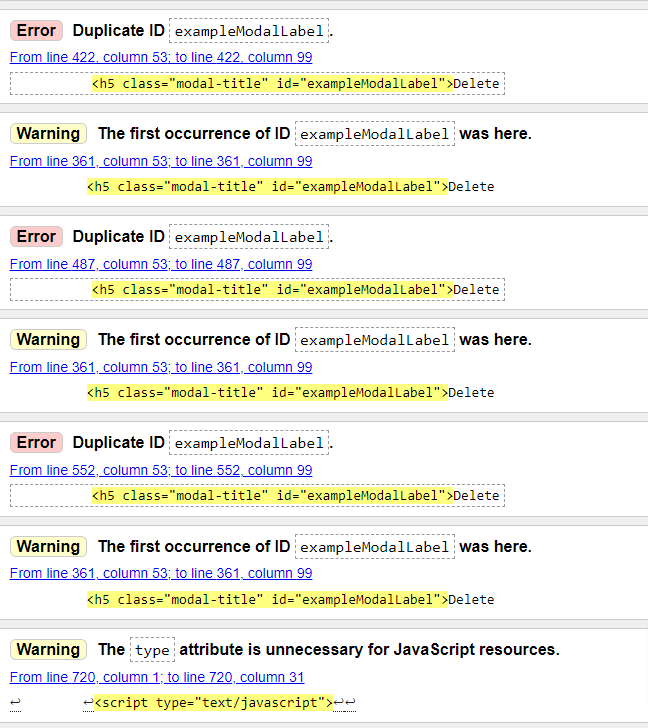 Error Duplicate ID exampleModalLabel.
From line 422, column 53; to line 422, column 99
<h5 class="modal-title" id="exampleModalLabel">Delete
Warning The first occurrence of ID exampleModalLabel was here.
From line 361, column 53; to line 361, column 99
<h5 class="modal-title" id="exampleModalLabel">Delete
Error Duplicate ID exampleModalLabel.
From line 487, column 53; to line 487, column 99
<h5 class="modal-title" id="exampleModalLabel">Delete
Warning The first occurrence of ID exampleModalLabel was here.
From line 361, column 53; to line 361, column 99
<h5 class="modal-title" id="exampleModalLabel">Delete
Error Duplicate ID exampleModalLabel.
From line 552, column 53; to line 552, column 99
<h5 class="modal-title" id="exampleModalLabel">Delete
Warning The first occurrence of ID exampleModalLabel was here.
From line 361, column 53; to line 361, column 99
<h5 class="modal-title" id="exampleModalLabel">Delete
Warning The type attribute is unnecessary for JavaScript resources.
From line 720, column 1; to line 720, column 31
↩ ↩<script type="text/javascript">↩↩